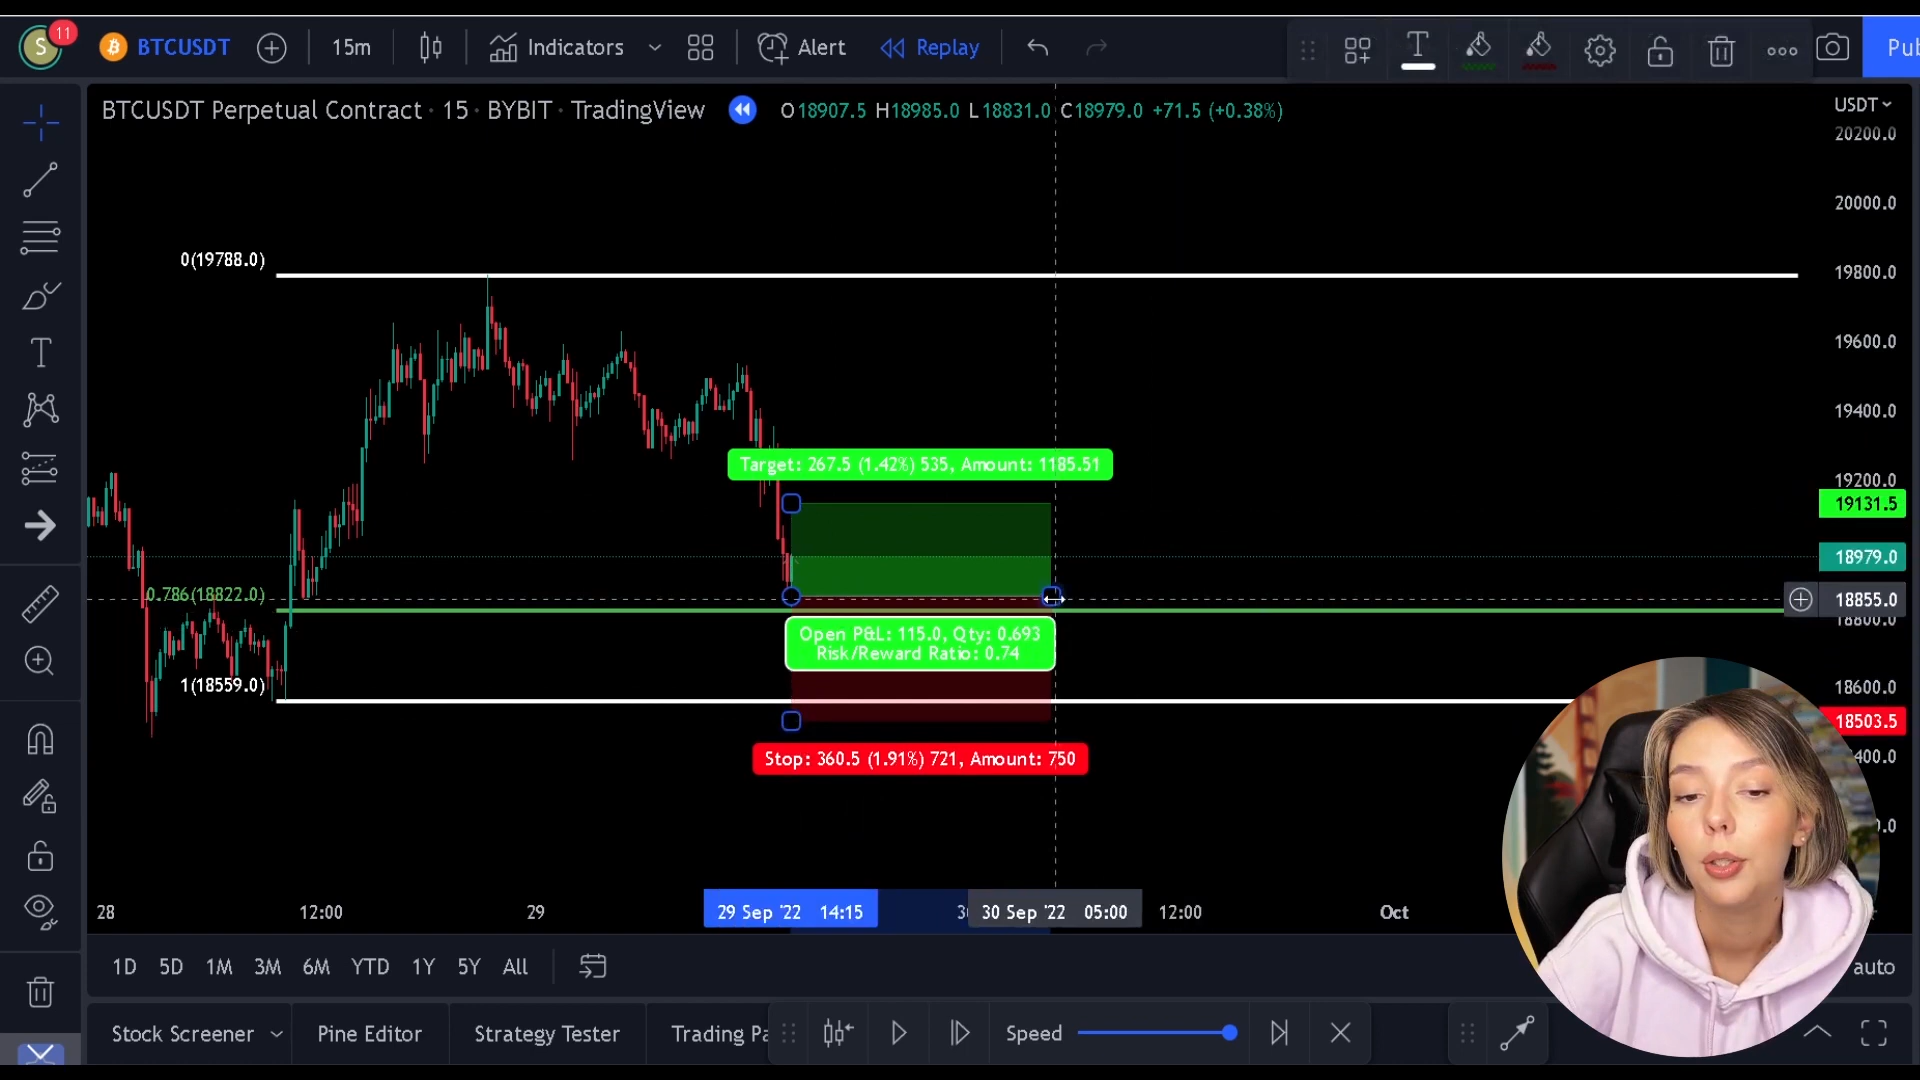 S
11
BTCUSDT
15m
Indicators
Alert
Replay
T
Pu
BTCUSDT Perpetual Contract · 15 · BYBIT · TradingView
O18907.5 H18985.0 L18831.0 C18979.0 +71.5 (+0.38%)
USDT
20200.0
20000.0
0(19788.0)
19800.0
19600.0
19400.0
Target: 267.5 (1.42%) 535, Amount: 1185.51
19200.0
19131.5
18979.0
0.786(18822.0)
18855.0
18800.0
Open P&L: 115.0, Qty: 0.693
Risk/Reward Ratio: 0.74
1(18559.0)
18600.0
18503.5
Stop: 360.5 (1.91%) 721, Amount: 750
28
12:00
29
29 Sep '22 14:15
30 Sep '22 05:00
12:00
Oct
1D 5D 1M 3M 6M YTD 1Y 5Y All
auto
Stock Screener
Pine Editor
Strategy Tester
Trading Pa
Speed